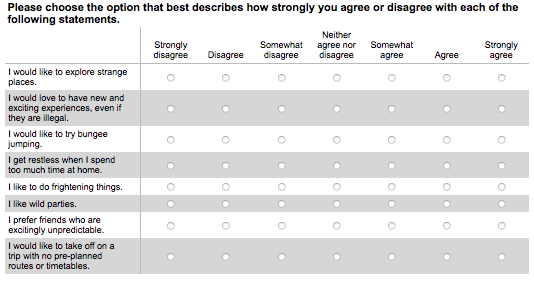 Please choose the option that best describes how strongly you agree or disagree with each of the
following statements.
Strongly disagree
Disagree
Somewhat disagree
Neither agree nor disagree
Somewhat agree
Agree
Strongly agree
I would like to explore strange
places.
I would love to have new and
exciting experiences, even if
they are illegal.
I would like to try bungee
jumping.
I get restless when I spend
too much time at home.
I like to do frightening things.
I like wild parties.
I prefer friends who are
excitingly unpredictable.
I would like to take off on a
trip with no pre-planned
routes or timetables.